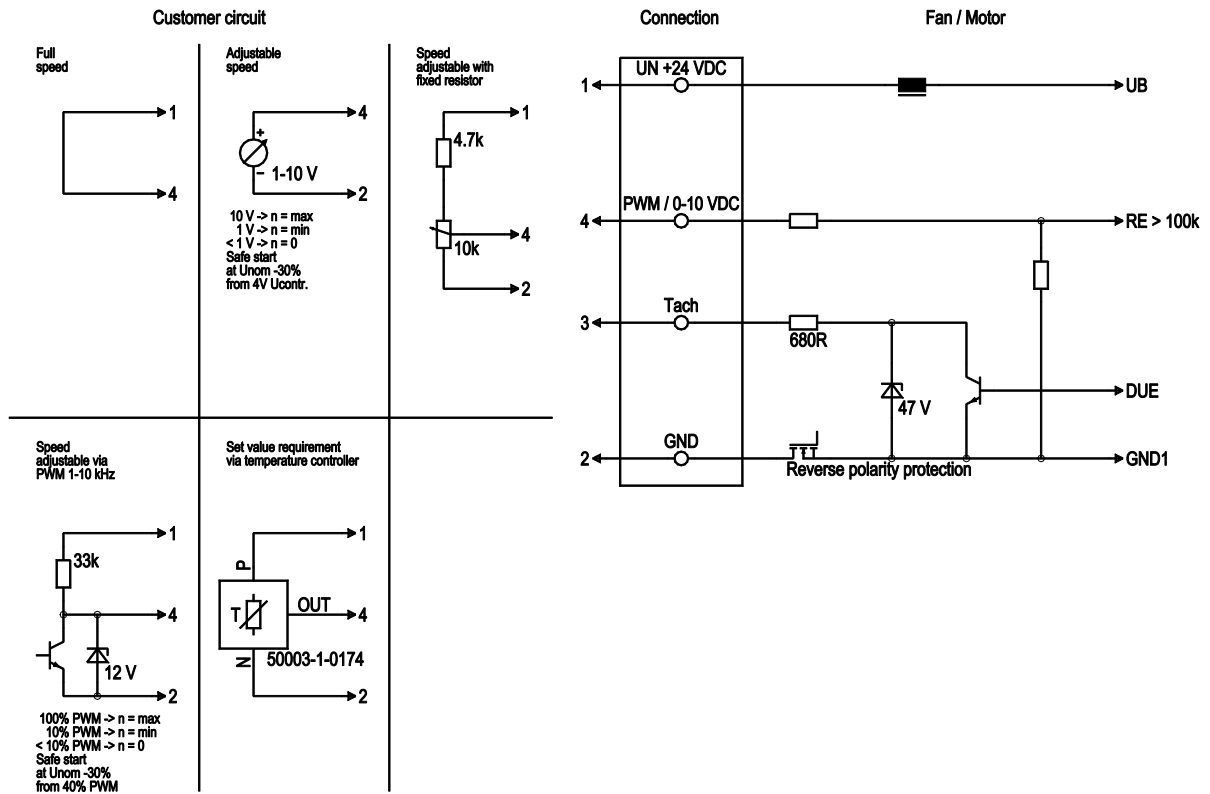 Customer circuit
Connection
Fan / Motor
Full
speed
1
4
Adjustable
speed
4
+
–
1-10 V
2
10 V -> n = max
1 V -> n = min
< 1 V -> n = 0
Safe start
at Unom -30%
from 4V Ucontr.
Speed
adjustable with
fixed resistor
1
4.7k
4
10k
2
Speed
adjustable via
PWM 1-10 kHz
1
33k
4
12 V
2
100% PWM -> n = max
10% PWM -> n = min
< 10% PWM -> n = 0
Safe start
at Unom -30%
from 40% PWM
Set value requirement
via temperature controller
1
P
T
OUT
4
N
50003-1-0174
2
UN +24 VDC
1
UB
PWM / 0-10 VDC
4
RE > 100k
Tach
3
680R
47 V
DUE
GND
2
GND1
Reverse polarity protection